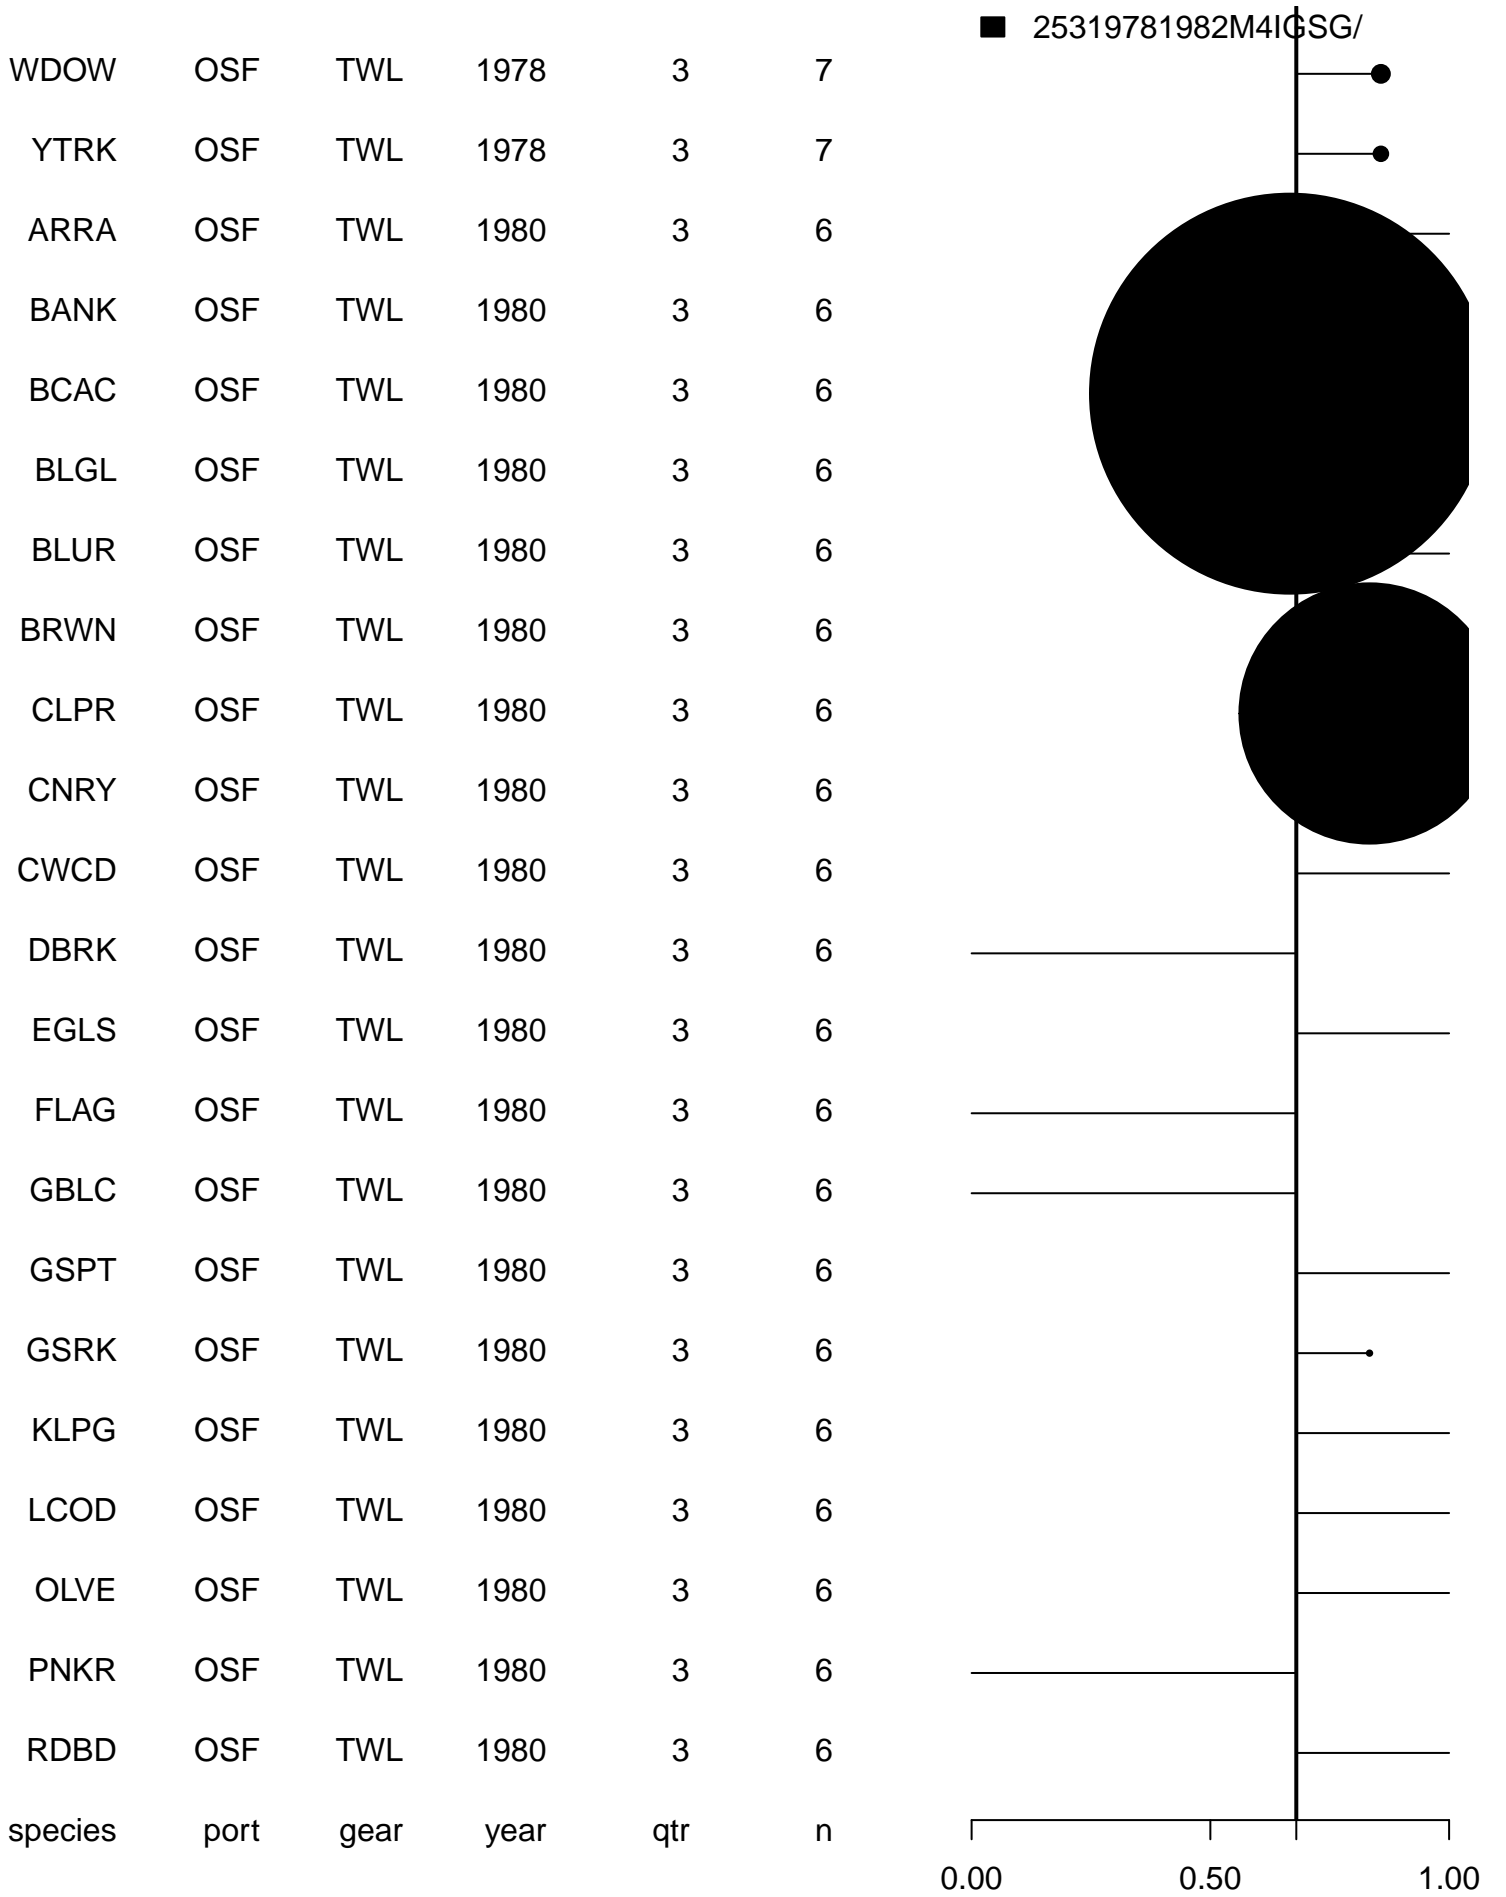 25319781982M4IGSG/
WDOW OSF TWL 1978 3 7
YTRK OSF TWL 1978 3 7
ARRA OSF TWL 1980 3 6
BANK OSF TWL 1980 3 6
BCAC OSF TWL 1980 3 6
BLGL OSF TWL 1980 3 6
BLUR OSF TWL 1980 3 6
BRWN OSF TWL 1980 3 6
CLPR OSF TWL 1980 3 6
CNRY OSF TWL 1980 3 6
CWCD OSF TWL 1980 3 6
DBRK OSF TWL 1980 3 6
EGLS OSF TWL 1980 3 6
FLAG OSF TWL 1980 3 6
GBLC OSF TWL 1980 3 6
GSPT OSF TWL 1980 3 6
GSRK OSF TWL 1980 3 6
KLPG OSF TWL 1980 3 6
LCOD OSF TWL 1980 3 6
OLVE OSF TWL 1980 3 6
PNKR OSF TWL 1980 3 6
RDBD OSF TWL 1980 3 6
species port gear year qtr n
0.00 0.50 1.00